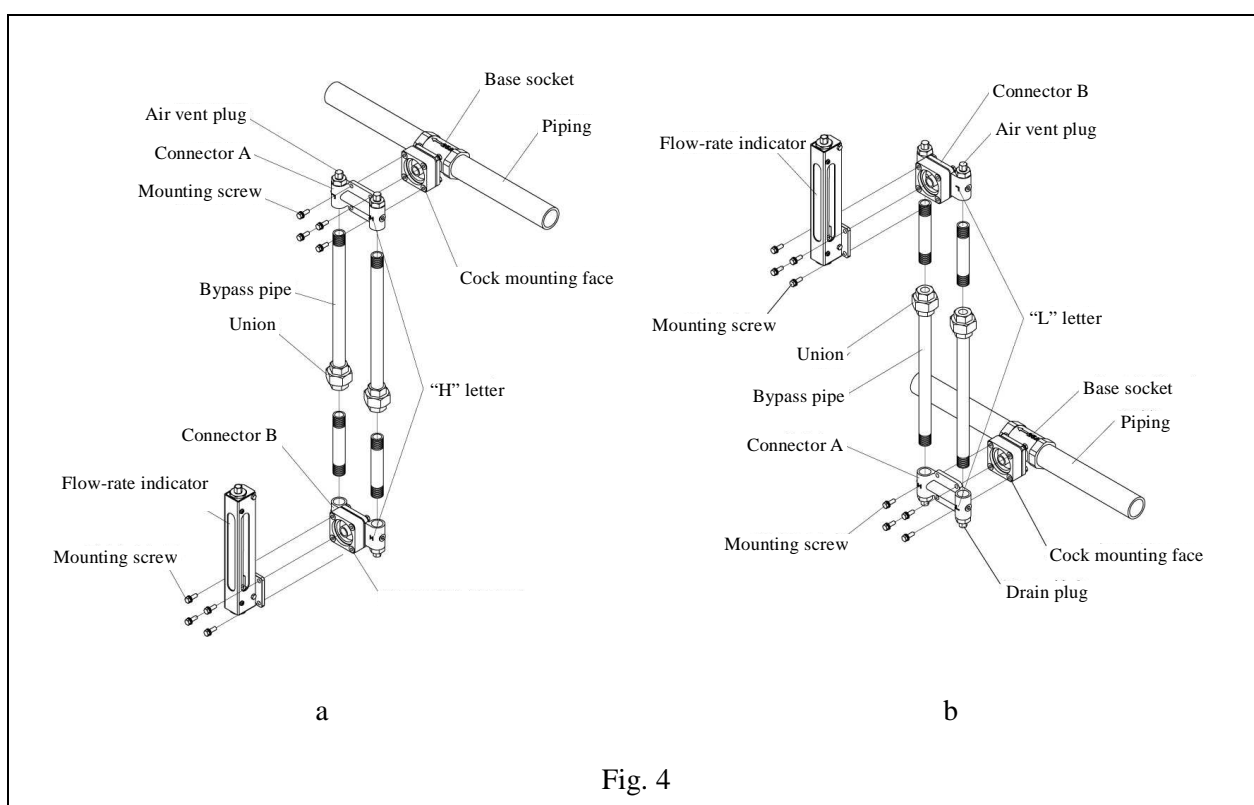 Base socket
Air vent plug
Piping
Connector A
Mounting screw
Cock mounting face
Bypass pipe
Union
“H” letter
Connector B
Flow-rate indicator
Mounting screw
a
Connector B
Air vent plug
Flow-rate indicator
Mounting screw
“L” letter
Union
Bypass pipe
Base socket
Piping
Connector A
Mounting screw
Cock mounting face
Drain plug
b
Fig. 4